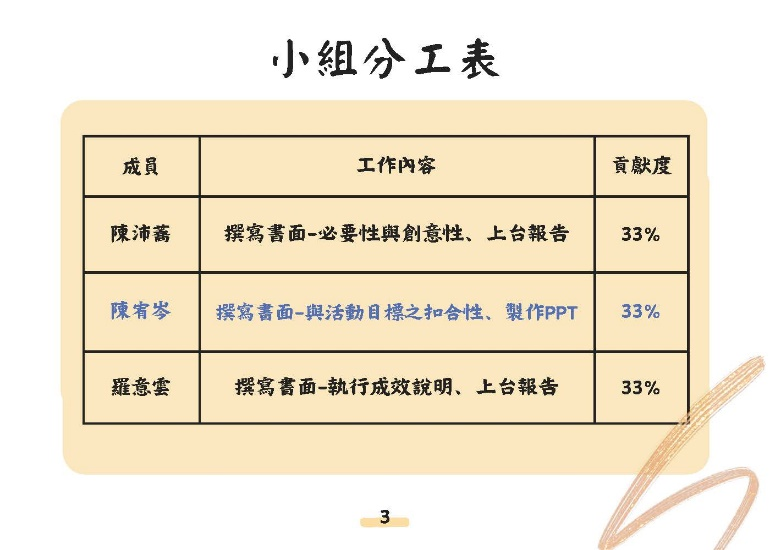 小組分工表
成員 工作內容 貢獻度
陳沛蕎 撰寫書面-必要性與創意性、上台報告 33%
陳宥岑 撰寫書面-與活動目標之扣合性、製作PPT 33%
羅意雲 撰寫書面-執行成效說明、上台報告 33%
3